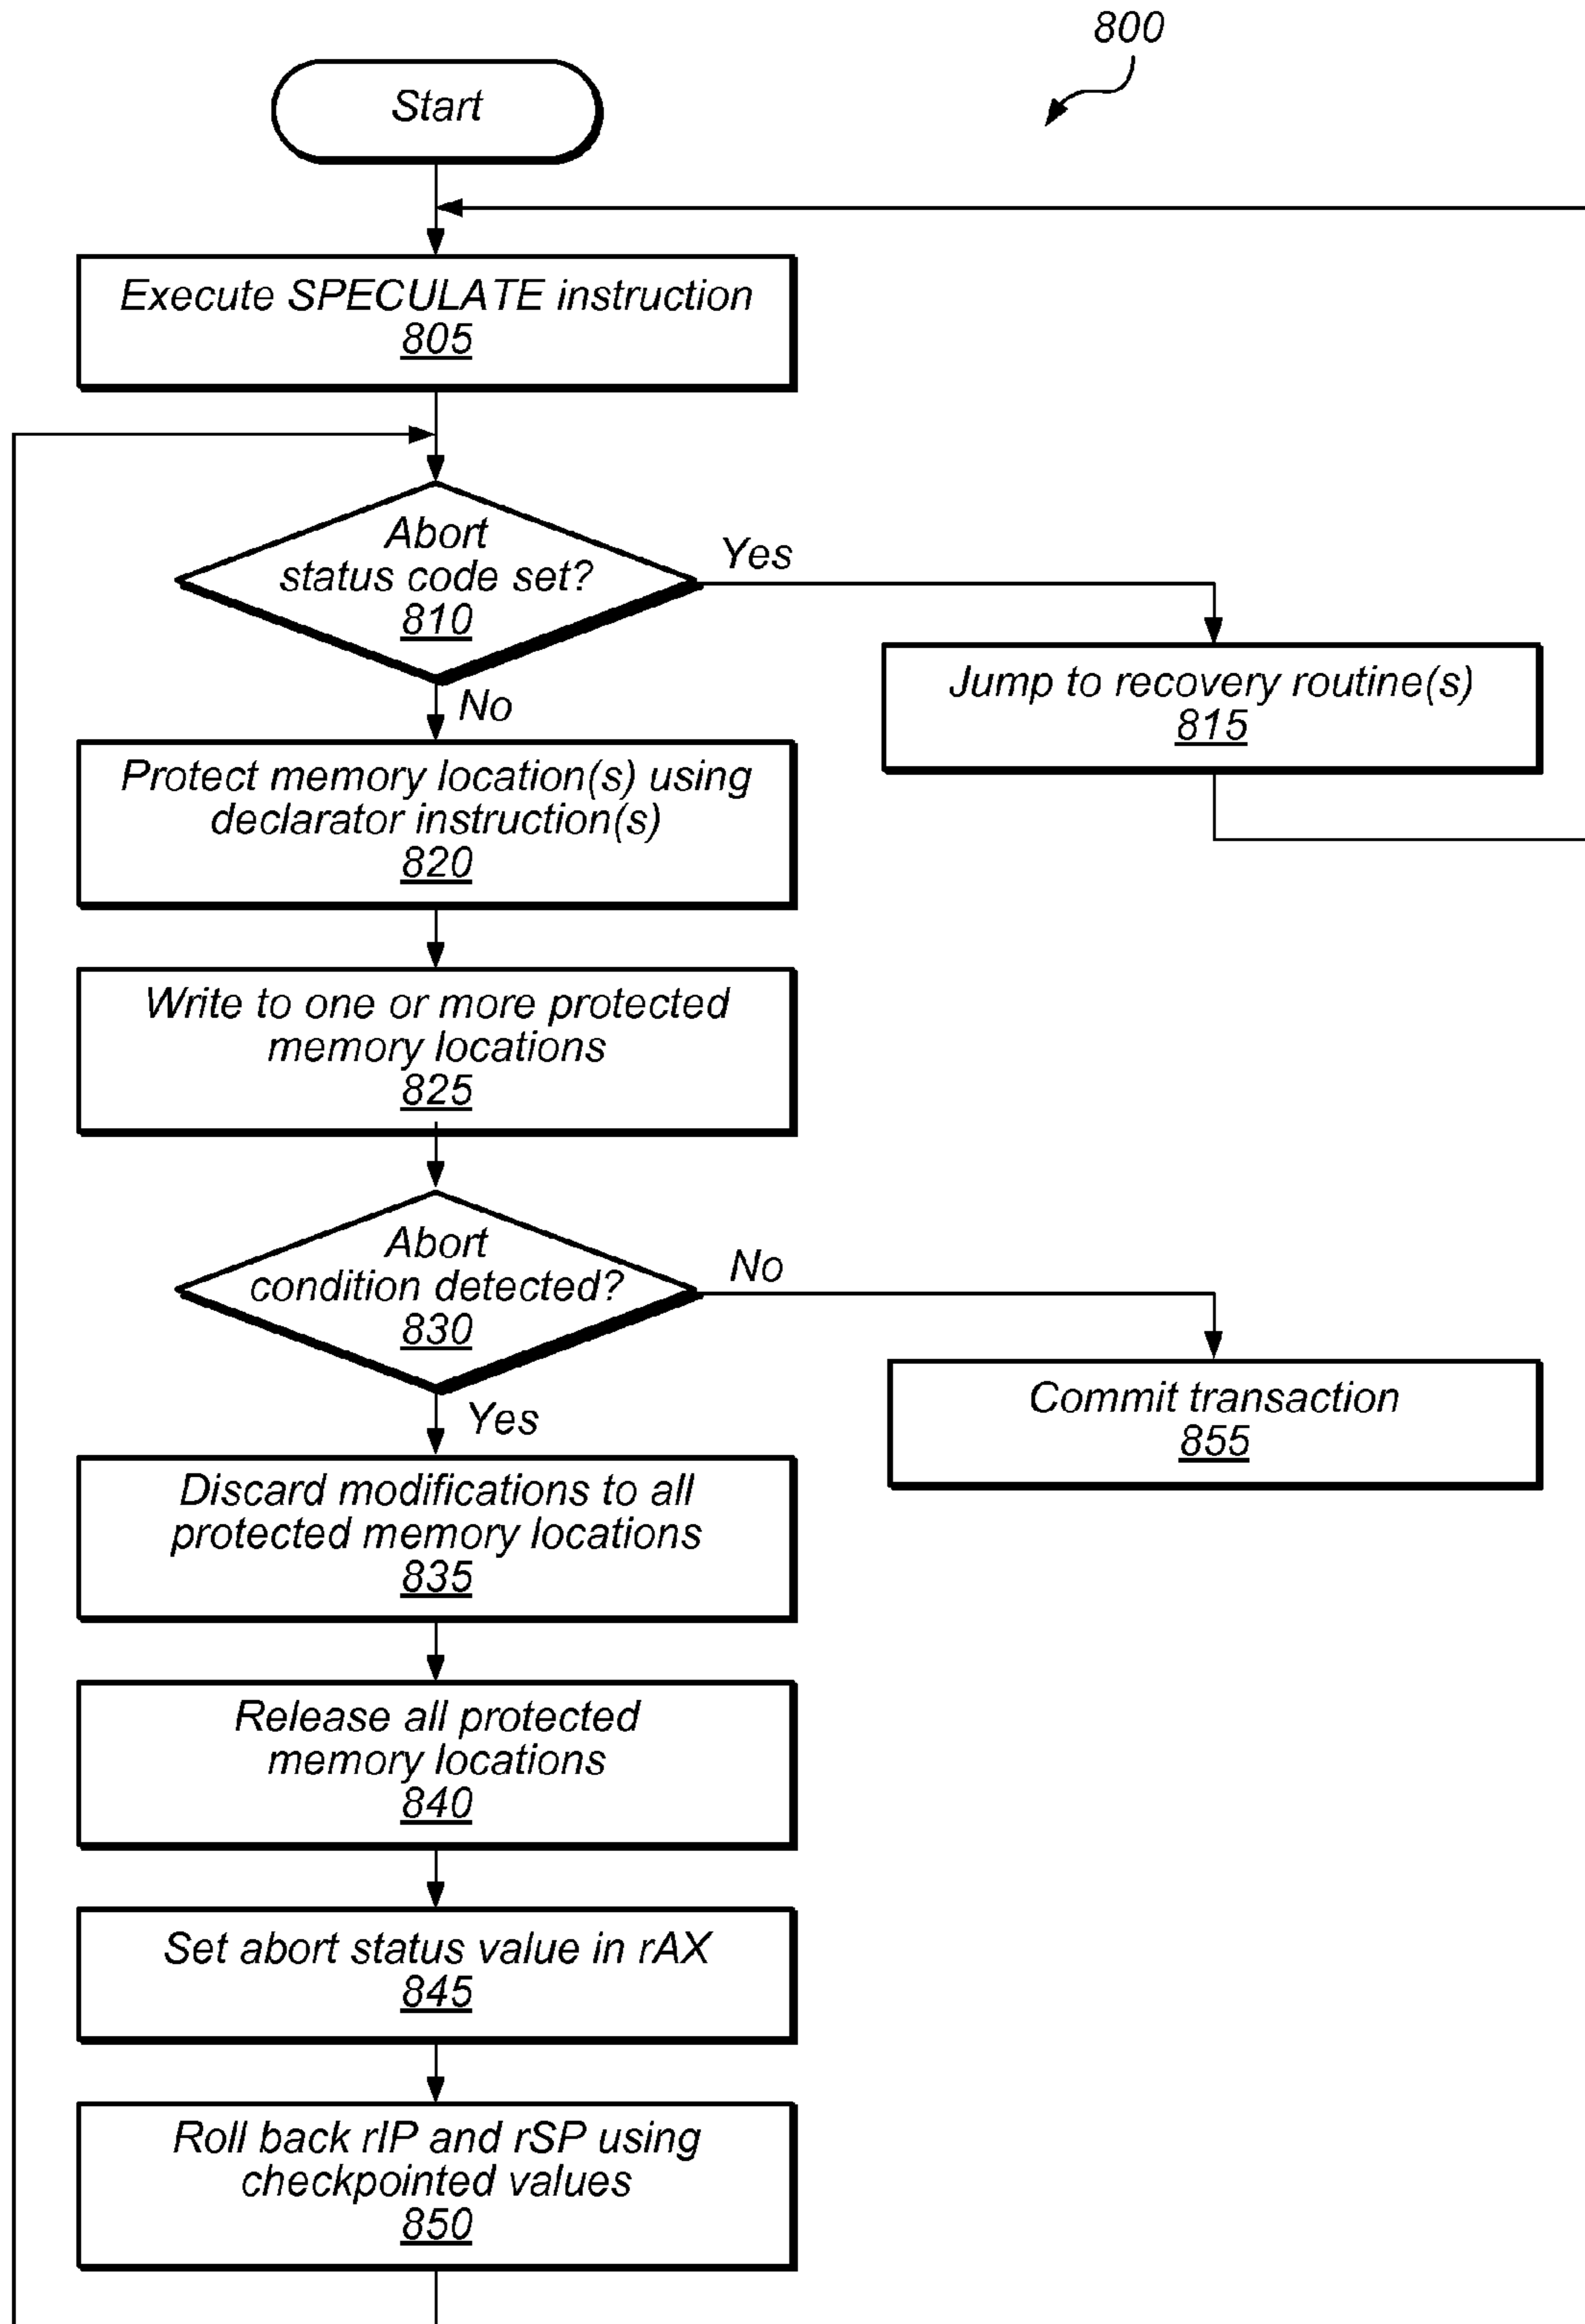 800
Start
Execute SPECULATE instruction
805
Abort
status code set?
810
Yes
No
Jump to recovery routine(s)
815
Protect memory location(s) using
declarator instruction(s)
820
Write to one or more protected
memory locations
825
Abort
condition detected?
830
No
Yes
Commit transaction
855
Discard modifications to all
protected memory locations
835
Release all protected
memory locations
840
Set abort status value in rAX
845
Roll back rIP and rSP using
checkpointed values
850